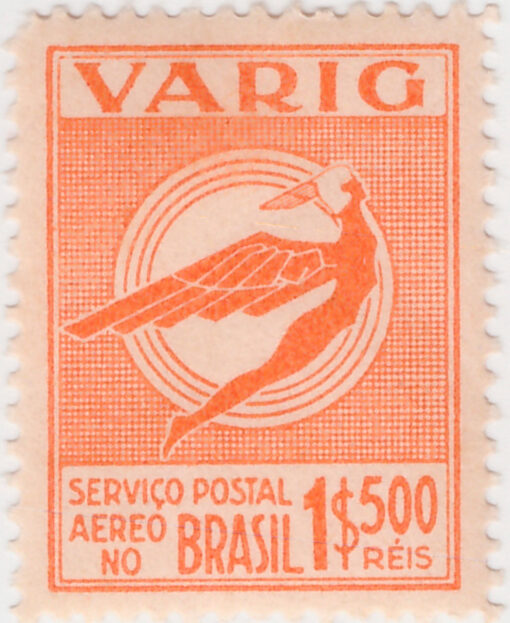 VARIG
SERVIÇO POSTAL
AEREO
NO BRASIL 1$500
RÉIS